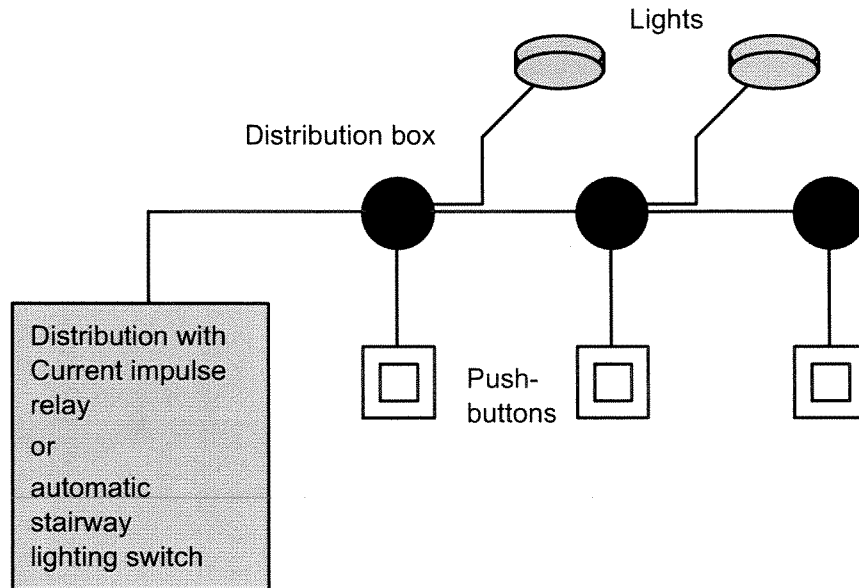 Lights
Distribution box
Distribution with
Current impulse
relay
or
automatic
stairway
lighting switch
Push-
buttons